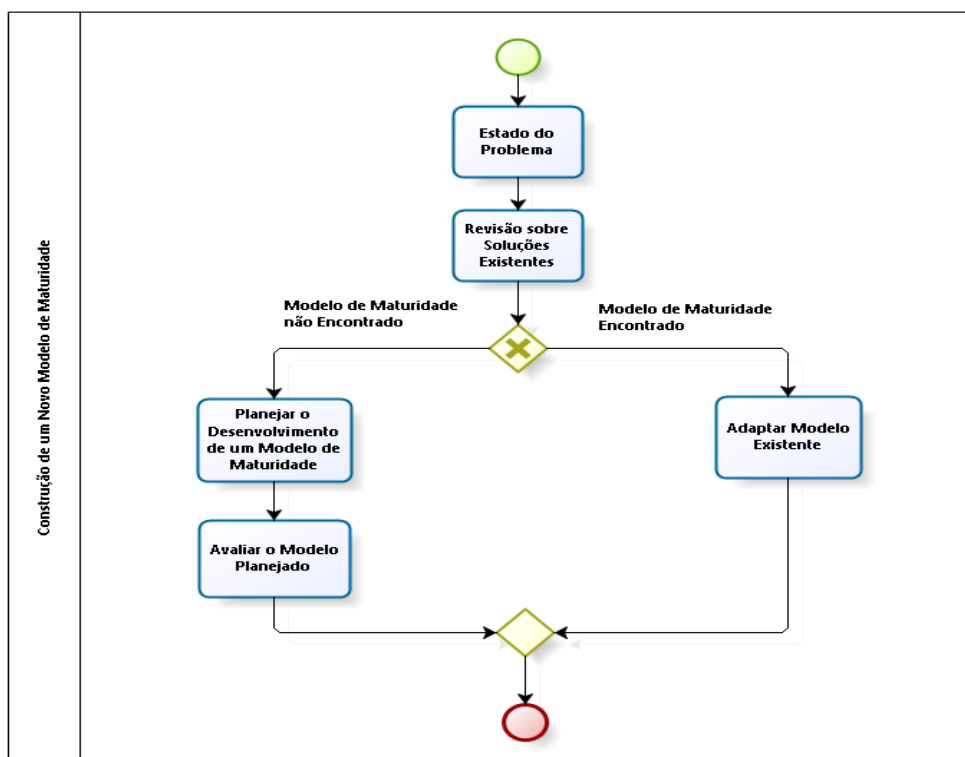 Construção de um Novo Modelo de Maturidade
Estado do
Problema
Revisão sobre
Soluções
Existentes
Modelo de Maturidade
não Encontrado
Modelo de Maturidade
Encontrado
Planejar o
Desenvolvimento
de um Modelo de
Maturidade
Adaptar Modelo
Existente
Avaliar o Modelo
Planejado